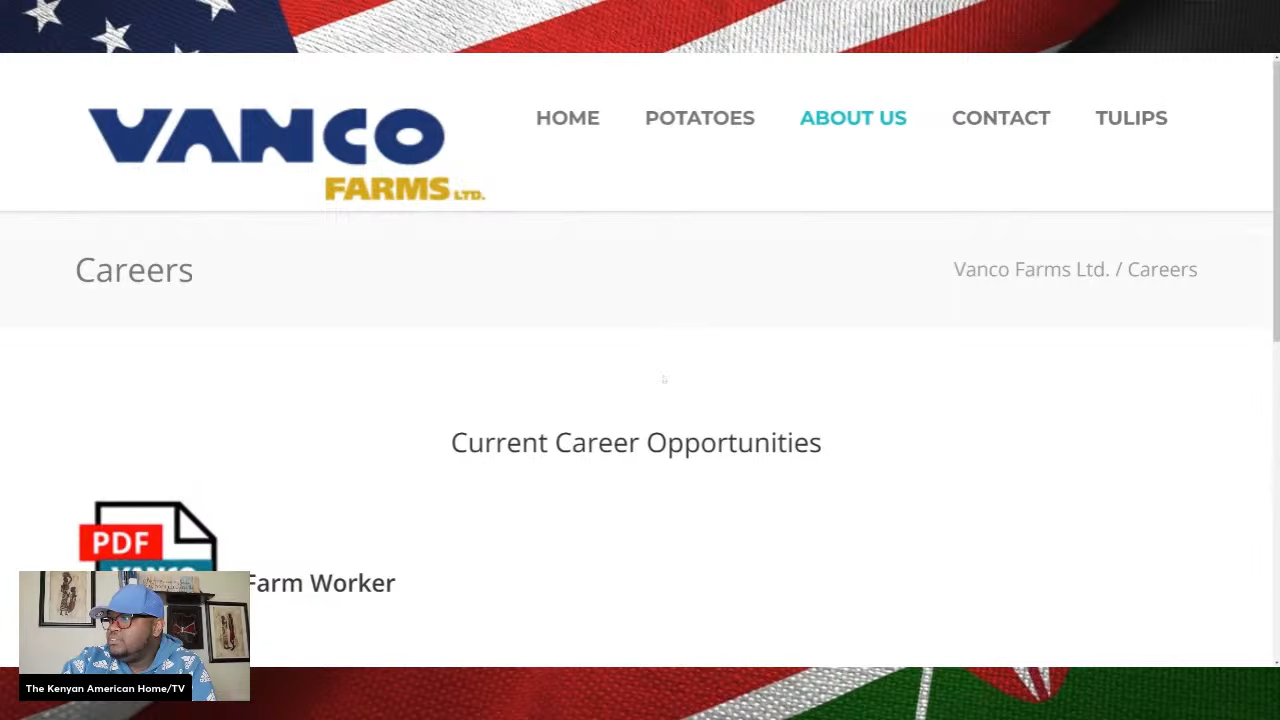 VANCO
FARMS LTD.
HOME
POTATOES
ABOUT US
CONTACT
TULIPS
Careers
Vanco Farms Ltd. / Careers
Current Career Opportunities
PDF
VANCO
Farm Worker
The Kenyan American Home/TV